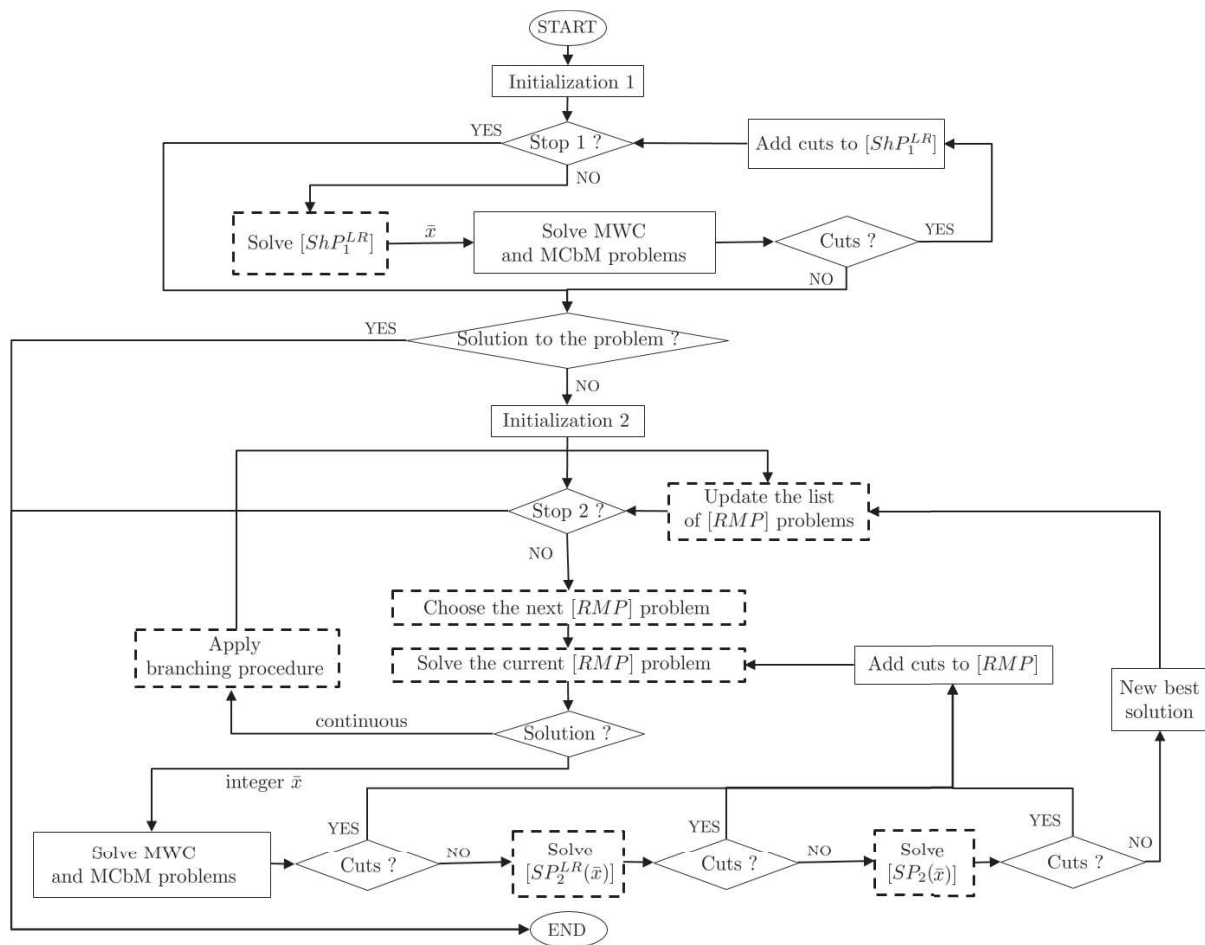 START
Initialization 1
YES
Stop 1 ?
Add cuts to [ShP₁ᴸᴿ]
NO
Solve [ShP₁ᴸᴿ]
x̄
Solve MWC
and MCbM problems
Cuts ?
YES
NO
YES
Solution to the problem ?
NO
Initialization 2
Stop 2 ?
Update the list
of [RMP] problems
NO
Choose the next [RMP] problem
Apply
branching procedure
Solve the current [RMP] problem
Add cuts to [RMP]
New best
solution
continuous
Solution ?
integer x̄
YES
YES
YES
Solve MWC
and MCbM problems
Cuts ?
NO
Solve
[SP₂ᴸᴿ(x̄)]
Cuts ?
NO
Solve
[SP₂(x̄)]
Cuts ?
NO
END